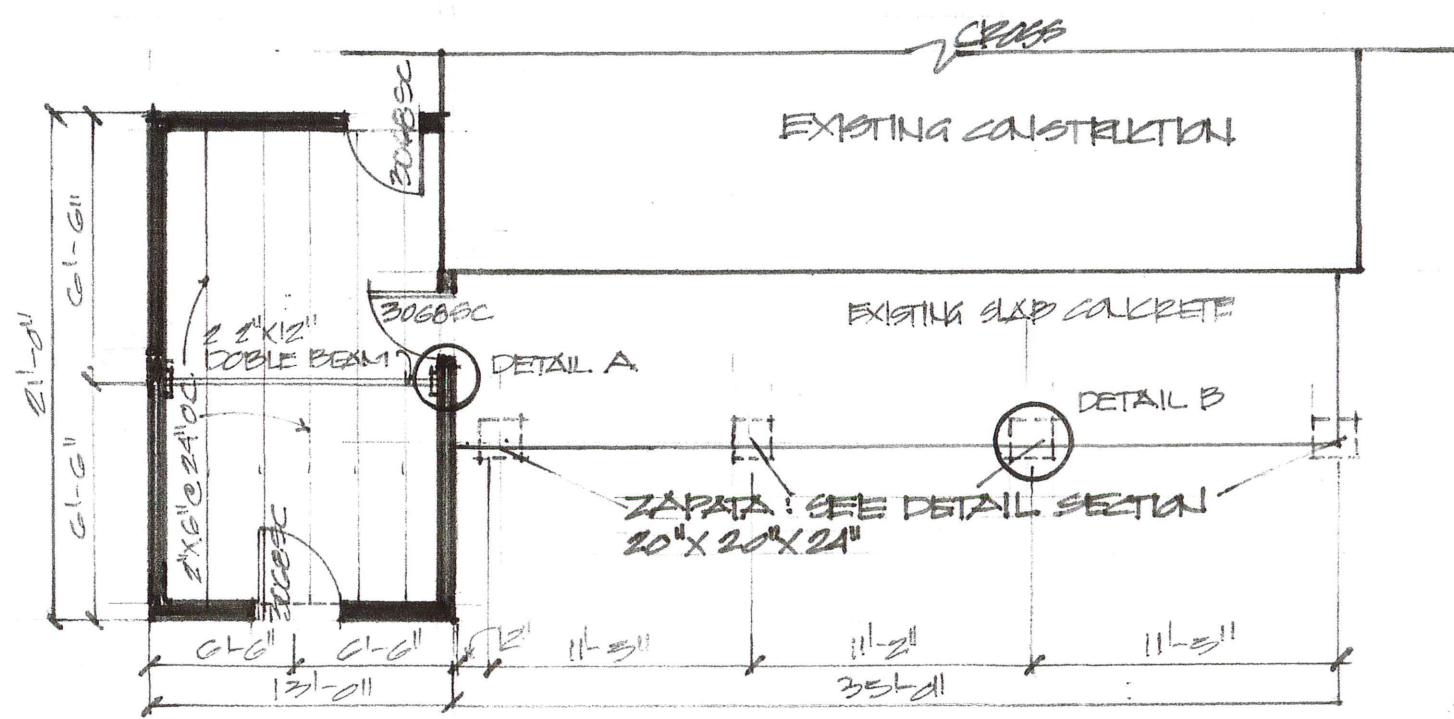 CROSS
EXISTING CONSTRUCTION
3068SC
EXISTING SLAB CONCRETE
3068SC
2 2"X12"
DOBLE BEAM
DETAIL A
DETAIL B
6'-6"
21'-0"
6'-6"
2"X6"@24"OC.
3068SC
ZAPATA : SEE DETAIL SECTION
20"X20"X24"
6'-6"
6'-6"
12"
11'-5"
11'-2"
11'-5"
13'-0"
35'-0"